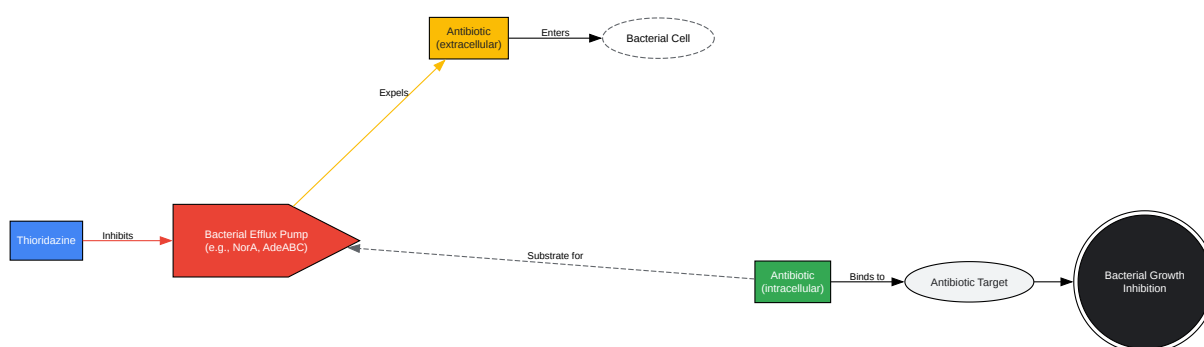 Antibiotic
(extracellular)
Enters
Bacterial Cell
Expels
Thioridazine
Inhibits
Bacterial Efflux Pump
(e.g., NorA, AdeABC)
Substrate for
Antibiotic
(intracellular)
Binds to
Antibiotic Target
Bacterial Growth
Inhibition